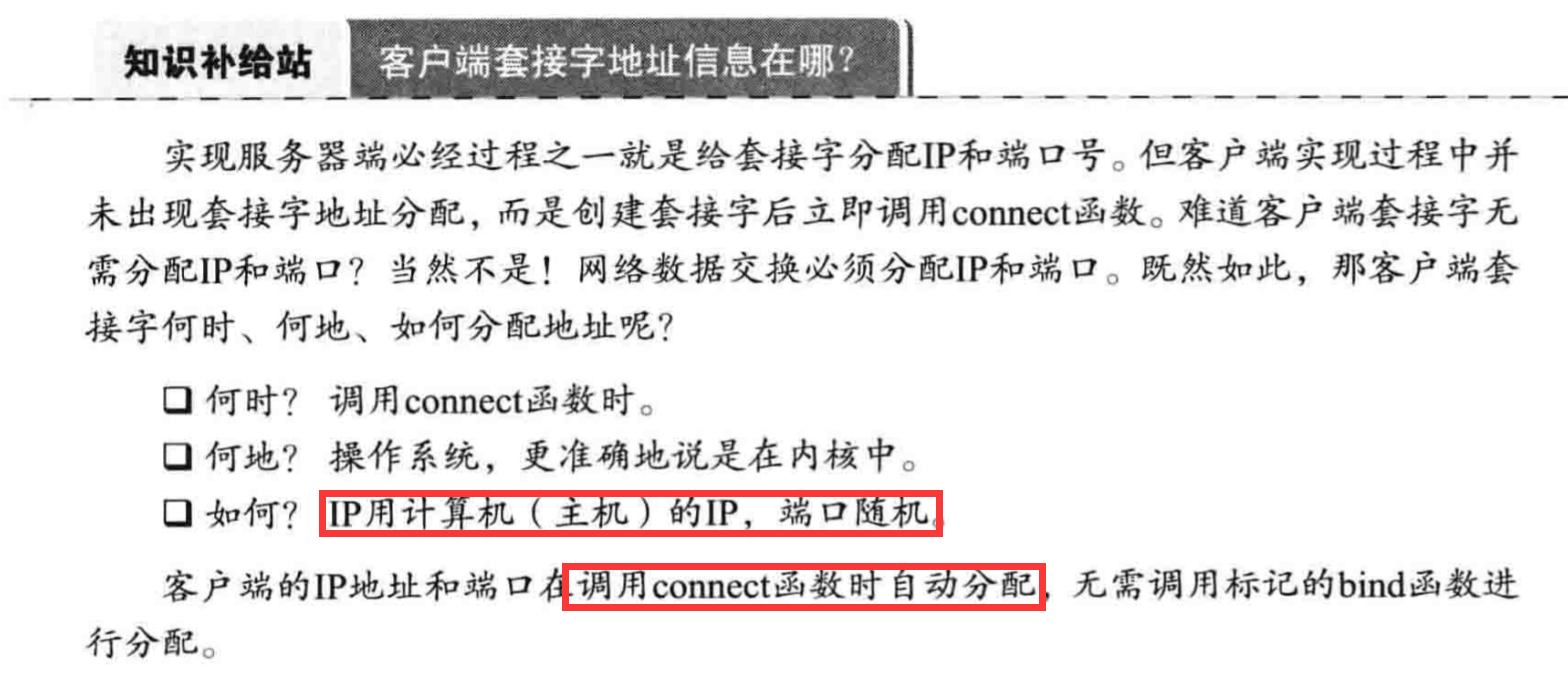 知识补给站 客户端套接字地址信息在哪?
实现服务器端必经过程之一就是给套接字分配IP和端口号。但客户端实现过程中并
未出现套接字地址分配，而是创建套接字后立即调用connect函数。难道客户端套接字无
需分配IP和端口？当然不是！网络数据交换必须分配IP和端口。既然如此，那客户端套
接字何时、何地、如何分配地址呢？
❑ 何时？ 调用connect函数时。
❑ 何地？ 操作系统，更准确地说是在内核中。
❑ 如何？ IP用计算机（主机）的IP，端口随机。
客户端的IP地址和端口在调用connect函数时自动分配，无需调用标记的bind函数进
行分配。